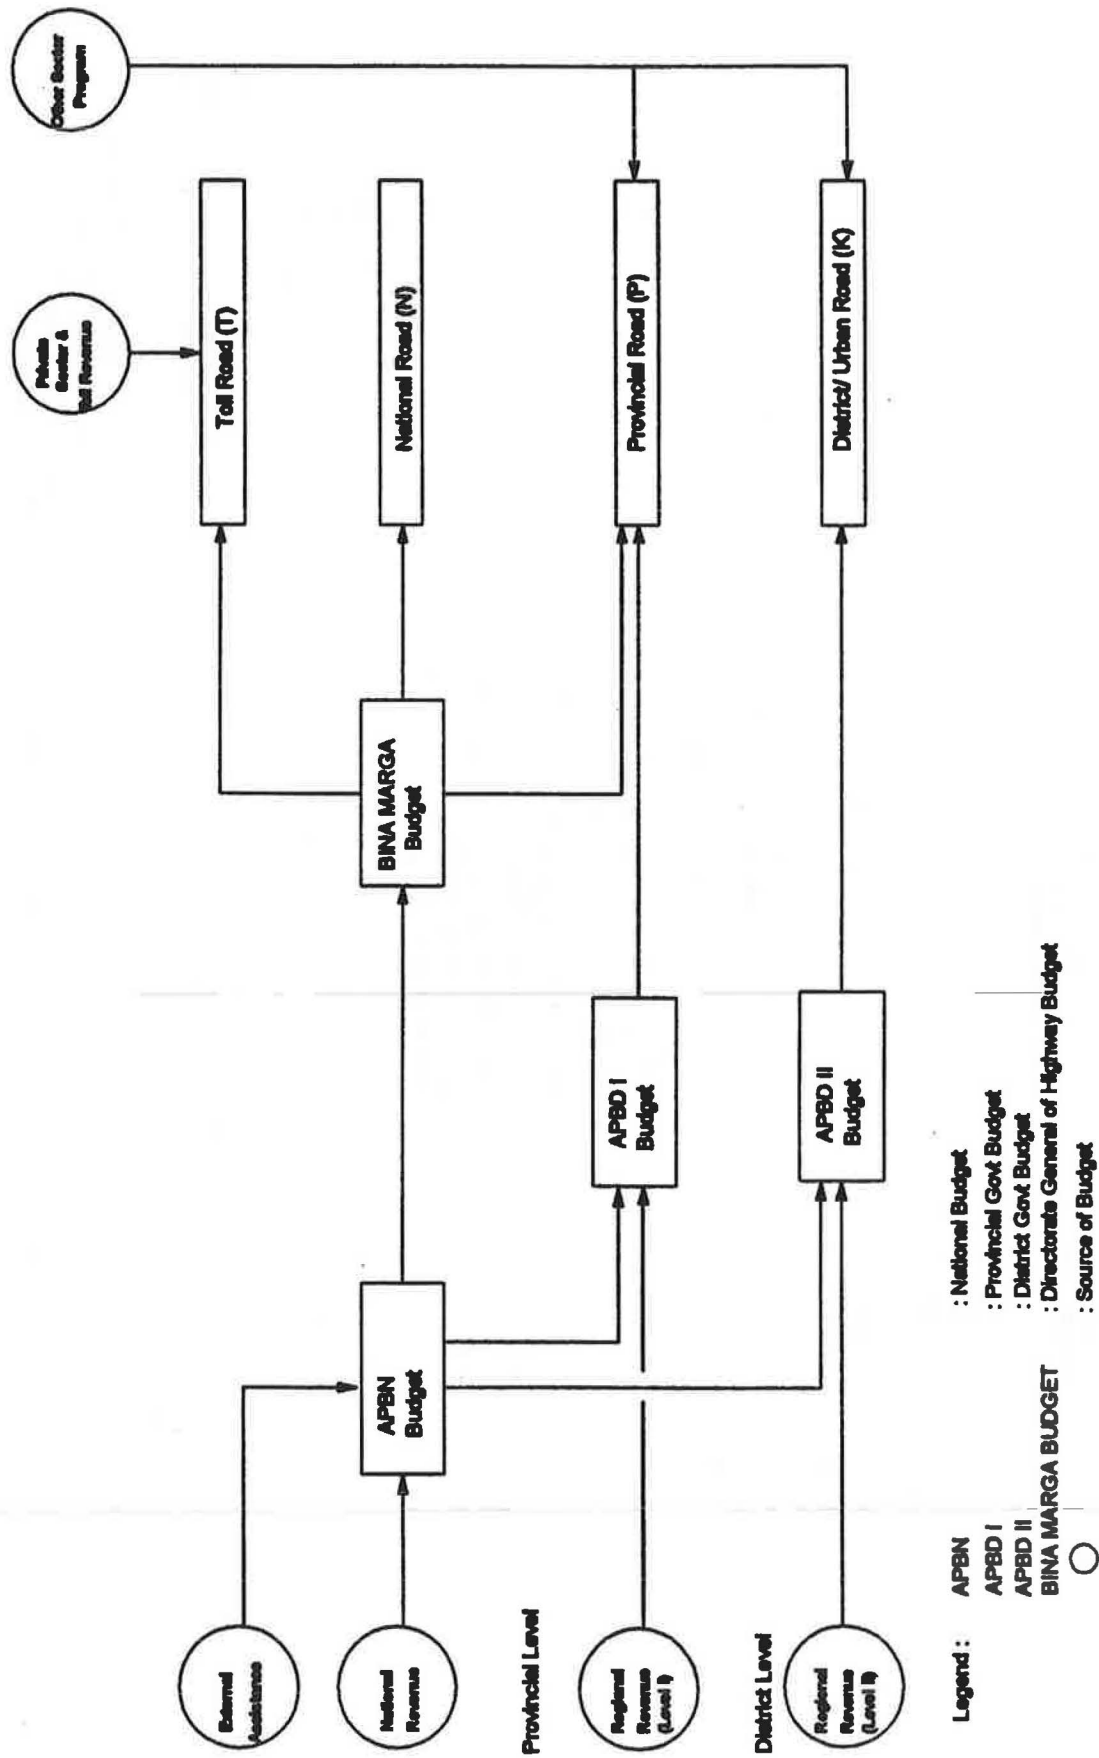 Other Sector
Program
Private
Sector &
Toll Revenue
Toll Road (T)
National Road (N)
Provincial Road (P)
District/ Urban Road (K)
BINA MARGA
Budget
APBD I
Budget
APBD II
Budget
APBN
Budget
External
Assistance
National
Revenue
Provincial Level
Regional
Revenue
(Level I)
District Level
Regional
Revenue
(Level II)
Legend :
APBN : National Budget
APBD I : Provincial Govt Budget
APBD II : District Govt Budget
BINA MARGA BUDGET : Directorate General of Highway Budget
: Source of Budget